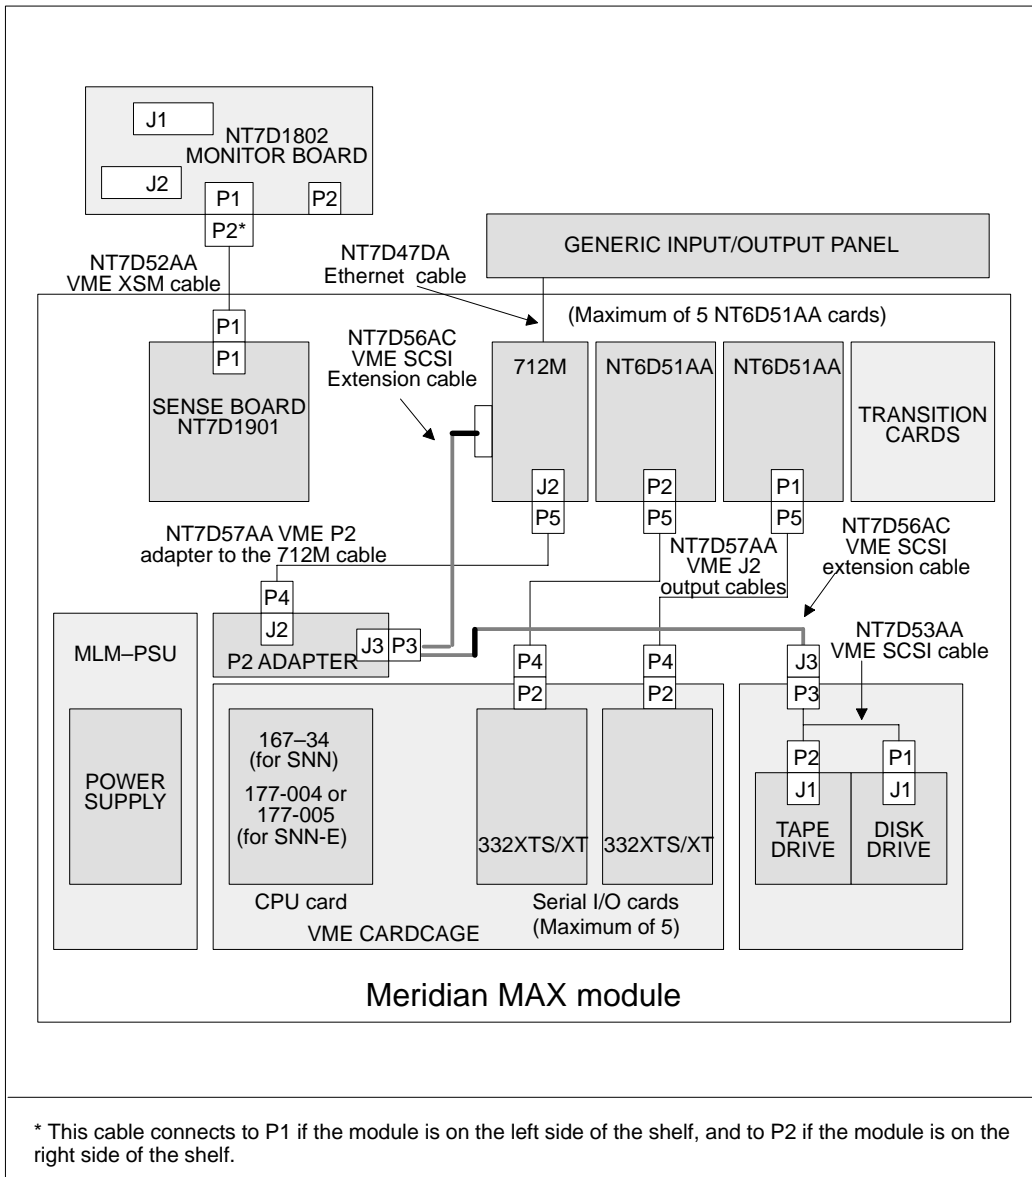 J1
NT7D1802
MONITOR BOARD
J2
P1
P2
P2*
NT7D52AA
VME XSM cable
NT7D47DA
Ethernet cable
GENERIC INPUT/OUTPUT PANEL
(Maximum of 5 NT6D51AA cards)
P1
P1
SENSE BOARD
NT7D1901
NT7D56AC
VME SCSI
Extension cable
712M
NT6D51AA
NT6D51AA
TRANSITION
CARDS
J2
P2
P1
P5
P5
P5
NT7D57AA VME P2
adapter to the 712M cable
NT7D57AA
VME J2
output cables
NT7D56AC
VME SCSI
extension cable
P4
J2
J3
P3
P2 ADAPTER
MLM–PSU
POWER
SUPPLY
P4
P2
P4
P2
J3
P3
NT7D53AA
VME SCSI cable
167–34
(for SNN)
177-004 or
177-005
(for SNN-E)
CPU card
332XTS/XT
332XTS/XT
Serial I/O cards
(Maximum of 5)
VME CARDCAGE
P2
P1
J1
J1
TAPE
DRIVE
DISK
DRIVE
Meridian MAX module
* This cable connects to P1 if the module is on the left side of the shelf, and to P2 if the module is on the
right side of the shelf.